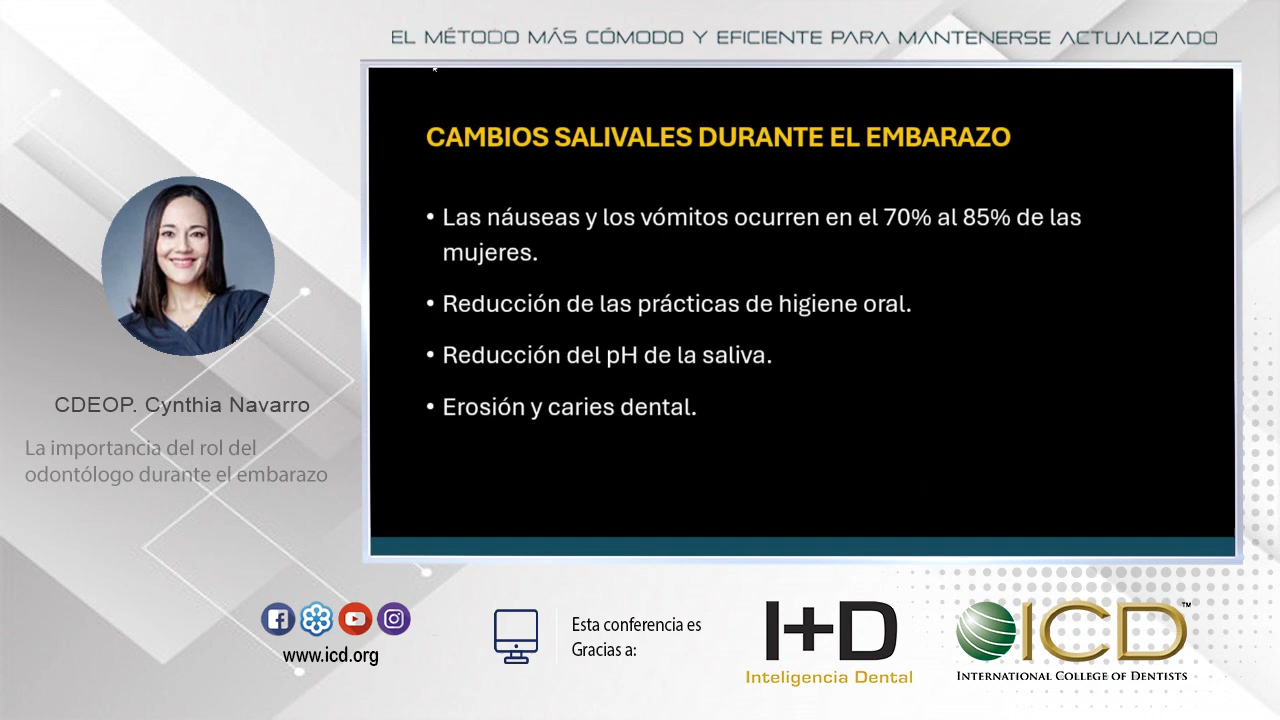 EL MÉTODO MÁS CÓMODO Y EFICIENTE PARA MANTENERSE ACTUALIZADO
CAMBIOS SALIVALES DURANTE EL EMBARAZO
• Las náuseas y los vómitos ocurren en el 70% al 85% de las
mujeres.
• Reducción de las prácticas de higiene oral.
• Reducción del pH de la saliva.
• Erosión y caries dental.
CDEOP. Cynthia Navarro
La importancia del rol del
odontólogo durante el embarazo
www.icd.org
Esta conferencia es
Gracias a:
I+D
Inteligencia Dental
ICD™
INTERNATIONAL COLLEGE OF DENTISTS